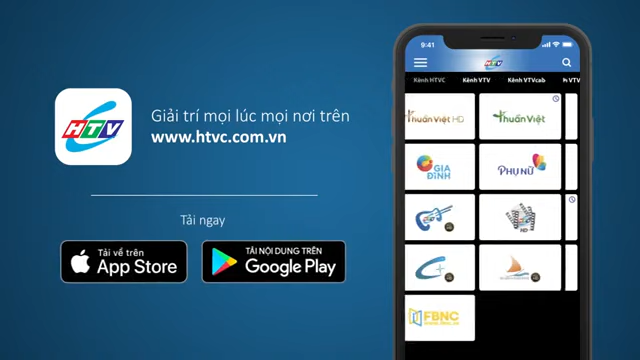 HTV
Giải trí mọi lúc mọi nơi trên
www.htvc.com.vn
Tải ngay
Tải về trên
App Store
TẢI NỘI DUNG TRÊN
Google Play
9:41
HTV
Kênh HTVC
Kênh VTV
Kênh VTVcab
Thuần Việt HD
Thuần Việt
GIA ĐÌNH
PHỤ NỮ
HD
C+
FBNC